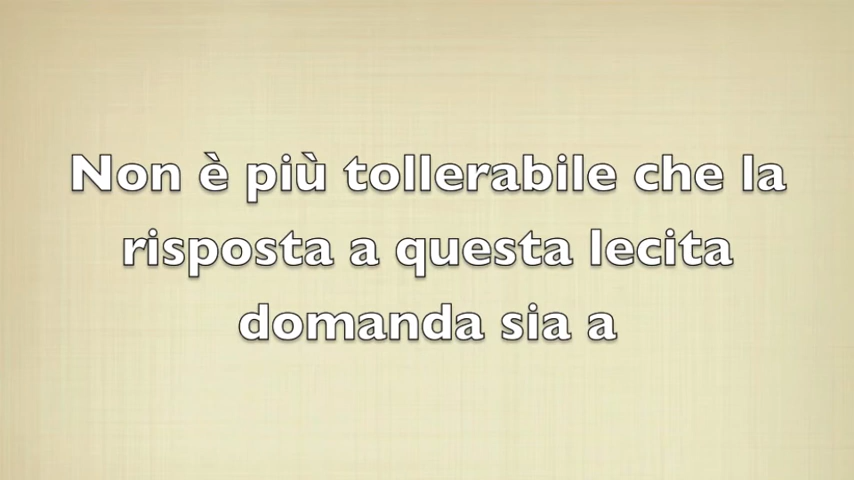 Non è più tollerabile che la
risposta a questa lecita
domanda sia a